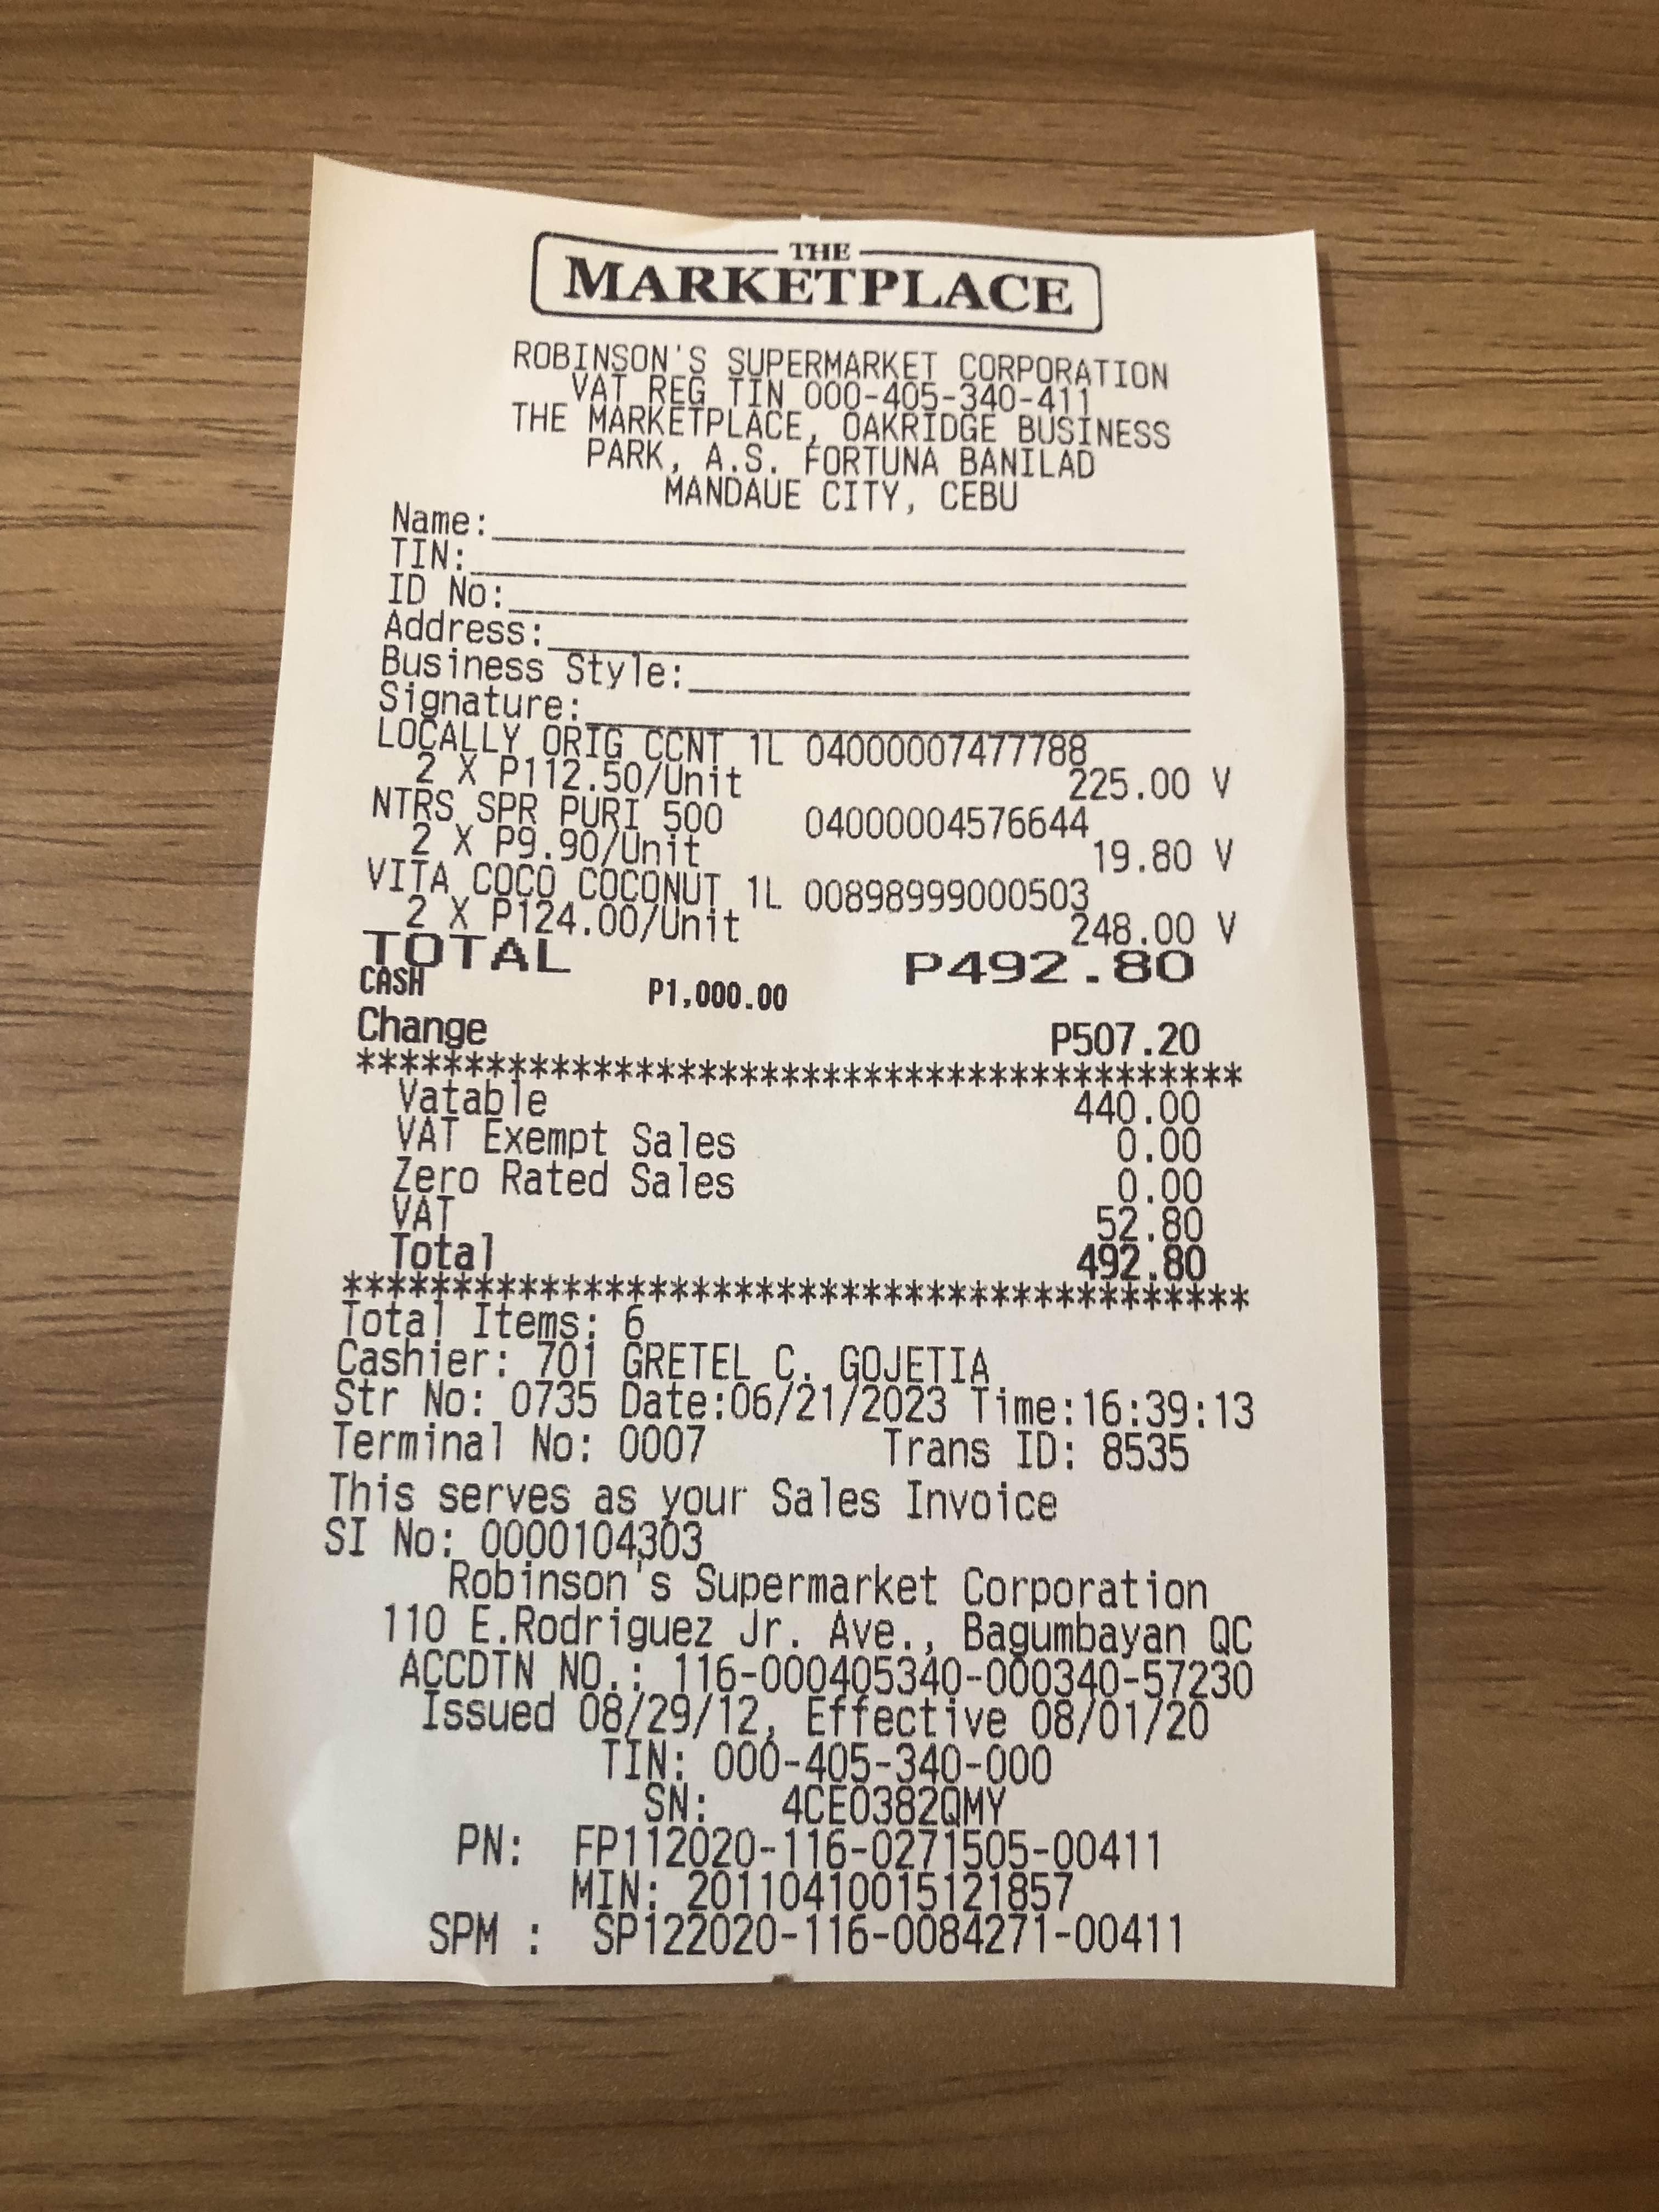 THE
MARKETPLACE
ROBINSON'S SUPERMARKET CORPORATION
VAT REG TIN 000-405-340-411
THE MARKETPLACE, OAKRIDGE BUSINESS
PARK, A.S. FORTUNA BANILAD
MANDAUE CITY, CEBU
Name:
TIN:
ID No:
Address:
Business Style:
Signature:
LOCALLY ORIG CCNT 1L 04000007477788
2 X P112.50/Unit 225.00 V
NTRS SPR PURI 500 04000004576644
2 X P9.90/Unit 19.80 V
VITA COCO COCONUT 1L 00898999000503
2 X P124.00/Unit 248.00 V
TOTAL P492.80
CASH P1,000.00
Change P507.20
*****************************************
Vatable 440.00
VAT Exempt Sales 0.00
Zero Rated Sales 0.00
VAT 52.80
Total 492.80
*****************************************
Total Items: 6
Cashier: 701 GRETEL C. GOJETIA
Str No: 0735 Date:06/21/2023 Time:16:39:13
Terminal No: 0007 Trans ID: 8535
This serves as your Sales Invoice
SI No: 0000104303
Robinson's Supermarket Corporation
110 E.Rodriguez Jr. Ave., Bagumbayan QC
ACCDTN NO.: 116-000405340-000340-57230
Issued 08/29/12, Effective 08/01/20
TIN: 000-405-340-000
SN: 4CE0382QMY
PN: FP112020-116-0271505-00411
MIN: 20110410015121857
SPM : SP122020-116-0084271-00411